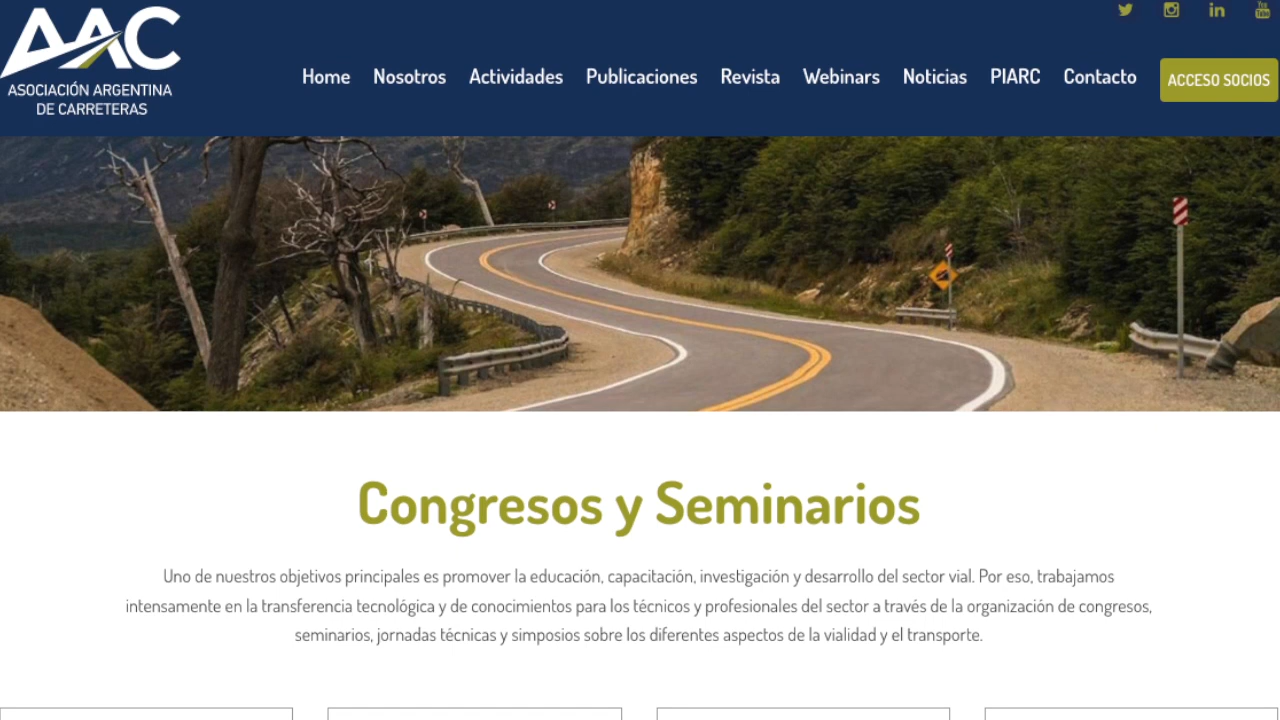 AAC
ASOCIACIÓN ARGENTINA
DE CARRETERAS
Home Nosotros Actividades Publicaciones Revista Webinars Noticias PIARC Contacto ACCESO SOCIOS
Congresos y Seminarios
Uno de nuestros objetivos principales es promover la educación, capacitación, investigación y desarrollo del sector vial. Por eso, trabajamos
intensamente en la transferencia tecnológica y de conocimientos para los técnicos y profesionales del sector a través de la organización de congresos,
seminarios, jornadas técnicas y simposios sobre los diferentes aspectos de la vialidad y el transporte.